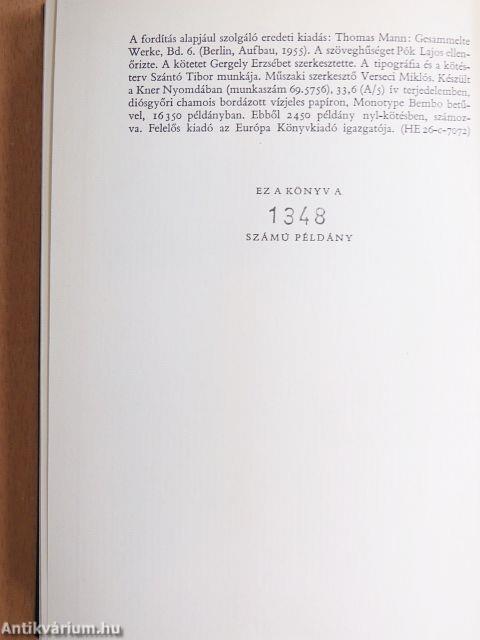 A fordítás alapjául szolgáló eredeti kiadás: Thomas Mann: Gesammelte
Werke, Bd. 6. (Berlin, Aufbau, 1955). A szöveghűséget Pók Lajos ellen-
őrizte. A kötetet Gergely Erzsébet szerkesztette. A tipográfia és a kötés-
terv Szántó Tibor munkája. Műszaki szerkesztő Verseci Miklós. Készült
a Kner Nyomdában (munkaszám 69.5756), 33,6 (A/5) ív terjedelemben,
diósgyőri chamois bordázott vízjeles papíron, Monotype Bembo betű-
vel, 16350 példányban. Ebből 2450 példány nyl-kötésben, számoz-
va. Felelős kiadó az Európa Könyvkiadó igazgatója. (HE 26-c-7072)
EZ A KÖNYV A
1348
SZÁMÚ PÉLDÁNY
Antikvárium.hu